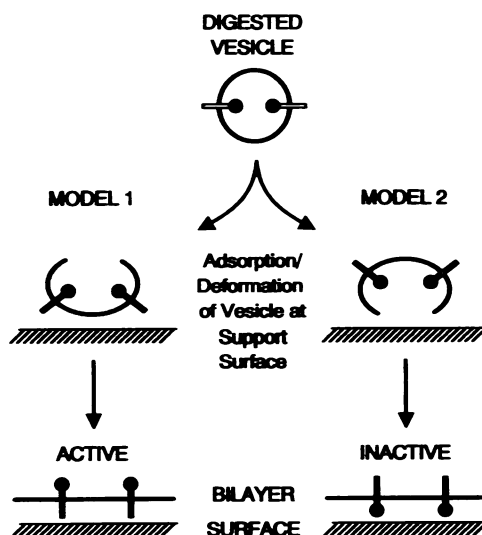 DIGESTED
VESICLE
MODEL 1
MODEL 2
Adsorption/
Deformation
of Vesicle at
Support
Surface
ACTIVE
INACTIVE
BILAYER
SURFACE